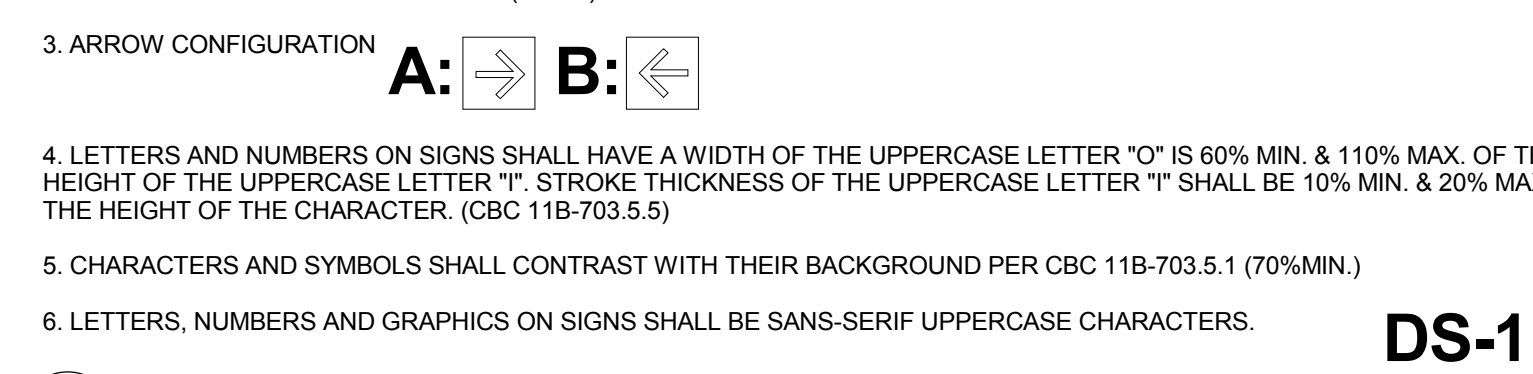 3. ARROW CONFIGURATION A: B:
4. LETTERS AND NUMBERS ON SIGNS SHALL HAVE A WIDTH OF THE UPPERCASE LETTER "O" IS 60% MIN. & 110% MAX. OF
HEIGHT OF THE UPPERCASE LETTER "I". STROKE THICKNESS OF THE UPPERCASE LETTER "I" SHALL BE 10% MIN. & 20%
THE HEIGHT OF THE CHARACTER. (CBC 11B-703.5.5)
5. CHARACTERS AND SYMBOLS SHALL CONTRAST WITH THEIR BACKGROUND PER CBC 11B-703.5.1 (70%MIN.)
6. LETTERS, NUMBERS AND GRAPHICS ON SIGNS SHALL BE SANS-SERIF UPPERCASE CHARACTERS.
DS-1